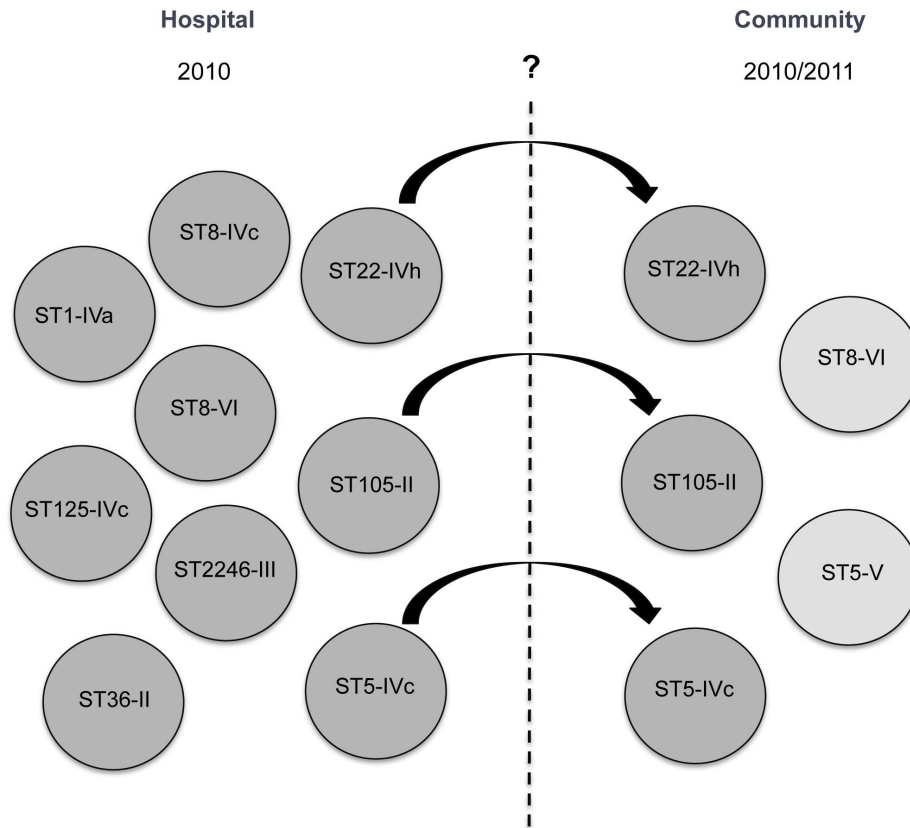 Hospital
Community
2010
?
2010/2011
ST8-IVc
ST22-IVh
ST22-IVh
ST1-IVa
ST8-VI
ST8-VI
ST105-II
ST105-II
ST125-IVc
ST2246-III
ST5-V
ST36-II
ST5-IVc
ST5-IVc